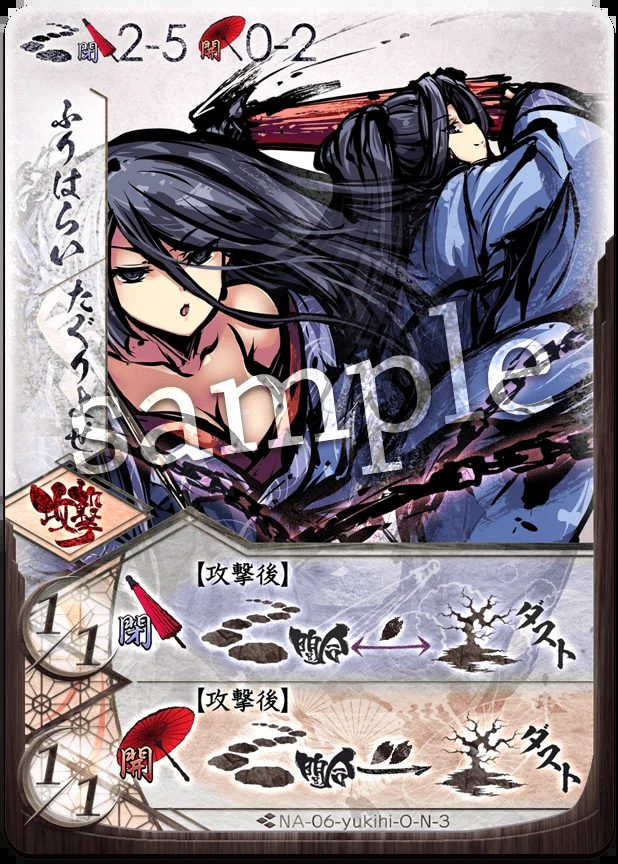 閉2-5 開0-2
ふりはらい たぐりよせ
sample
攻撃
【攻撃後】
1/1
閉
間合
ダスト
【攻撃後】
1/1
開
間合
ダスト
NA-06-yukihi-O-N-3